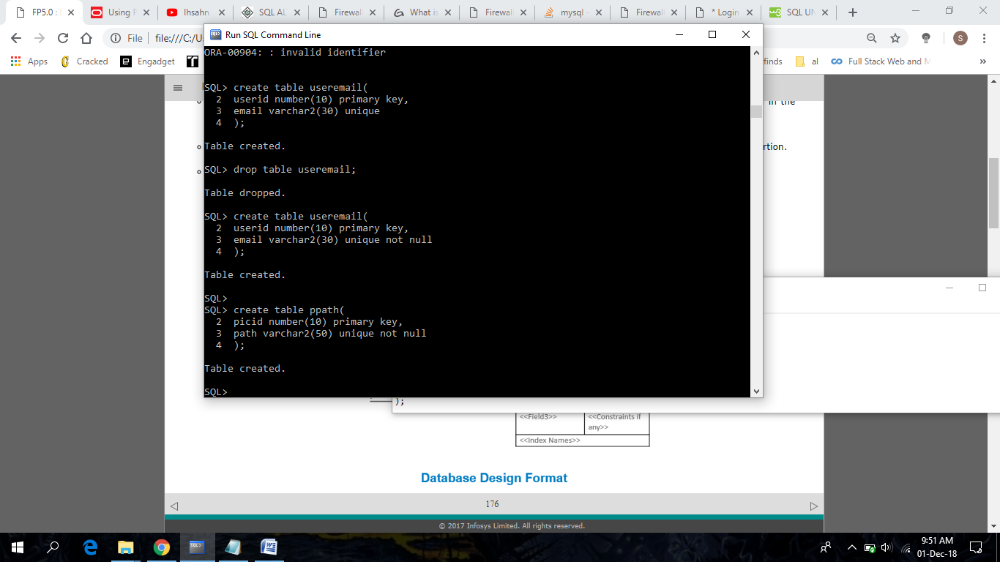 FP5.0 :
Using F
Ihsahn
SQL AL
Firewall
What is
Firewall
mysql -
Firewall
* Login
SQL UN
File
file:///C:/Us
S
Apps
Cracked
Engadget
finds
al
Full Stack Web and M
Run SQL Command Line
ORA-00904: : invalid identifier
SQL> create table useremail(
2 userid number(10) primary key,
3 email varchar2(30) unique
4 );
Table created.
SQL> drop table useremail;
Table dropped.
SQL> create table useremail(
2 userid number(10) primary key,
3 email varchar2(30) unique not null
4 );
Table created.
SQL>
SQL> create table ppath(
2 picid number(10) primary key,
3 path varchar2(50) unique not null
4 );
Table created.
SQL>
in the
rtion.
);
<<Field3>>
<<Constraints if
any>>
<<Index Names>>
Database Design Format
176
© 2017 Infosys Limited. All rights reserved.
9:51 AM
01-Dec-18